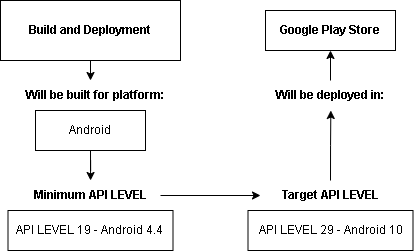 Build and Deployment
Will be built for platform:
Android
Minimum API LEVEL
API LEVEL 19 - Android 4.4
Target API LEVEL
API LEVEL 29 - Android 10
Will be deployed in:
Google Play Store